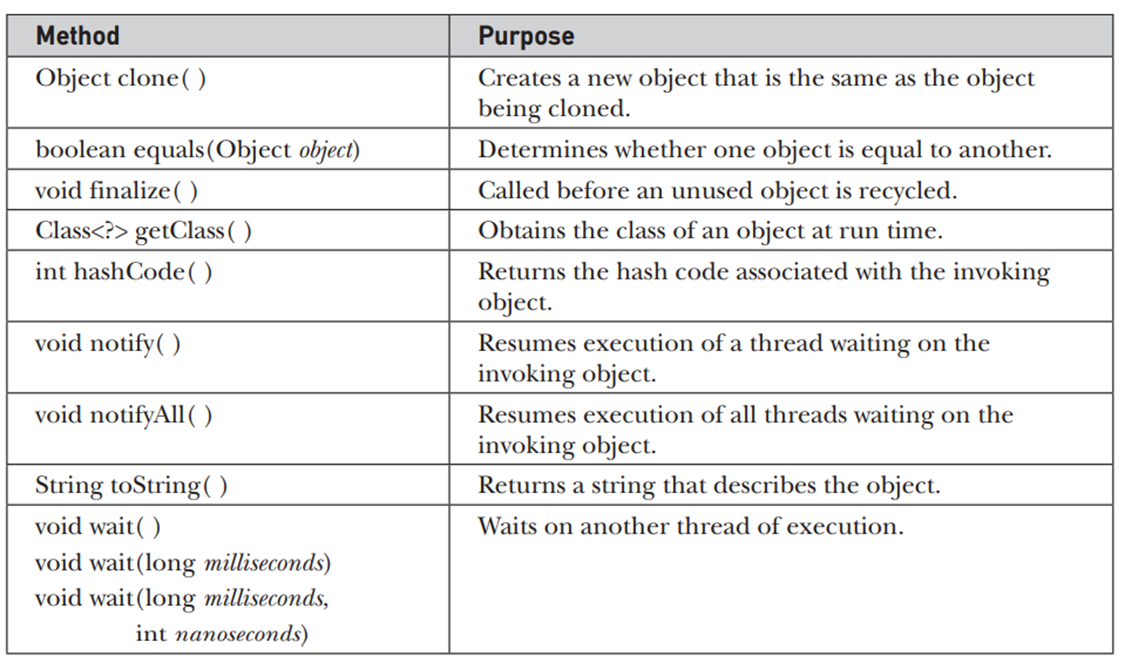 Method Purpose
Object clone( ) Creates a new object that is the same as the object
being cloned.
boolean equals(Object object) Determines whether one object is equal to another.
void finalize( ) Called before an unused object is recycled.
Class<?> getClass( ) Obtains the class of an object at run time.
int hashCode( ) Returns the hash code associated with the invoking
object.
void notify( ) Resumes execution of a thread waiting on the
invoking object.
void notifyAll( ) Resumes execution of all threads waiting on the
invoking object.
String toString( ) Returns a string that describes the object.
void wait( ) Waits on another thread of execution.
void wait(long milliseconds)
void wait(long milliseconds,
int nanoseconds)